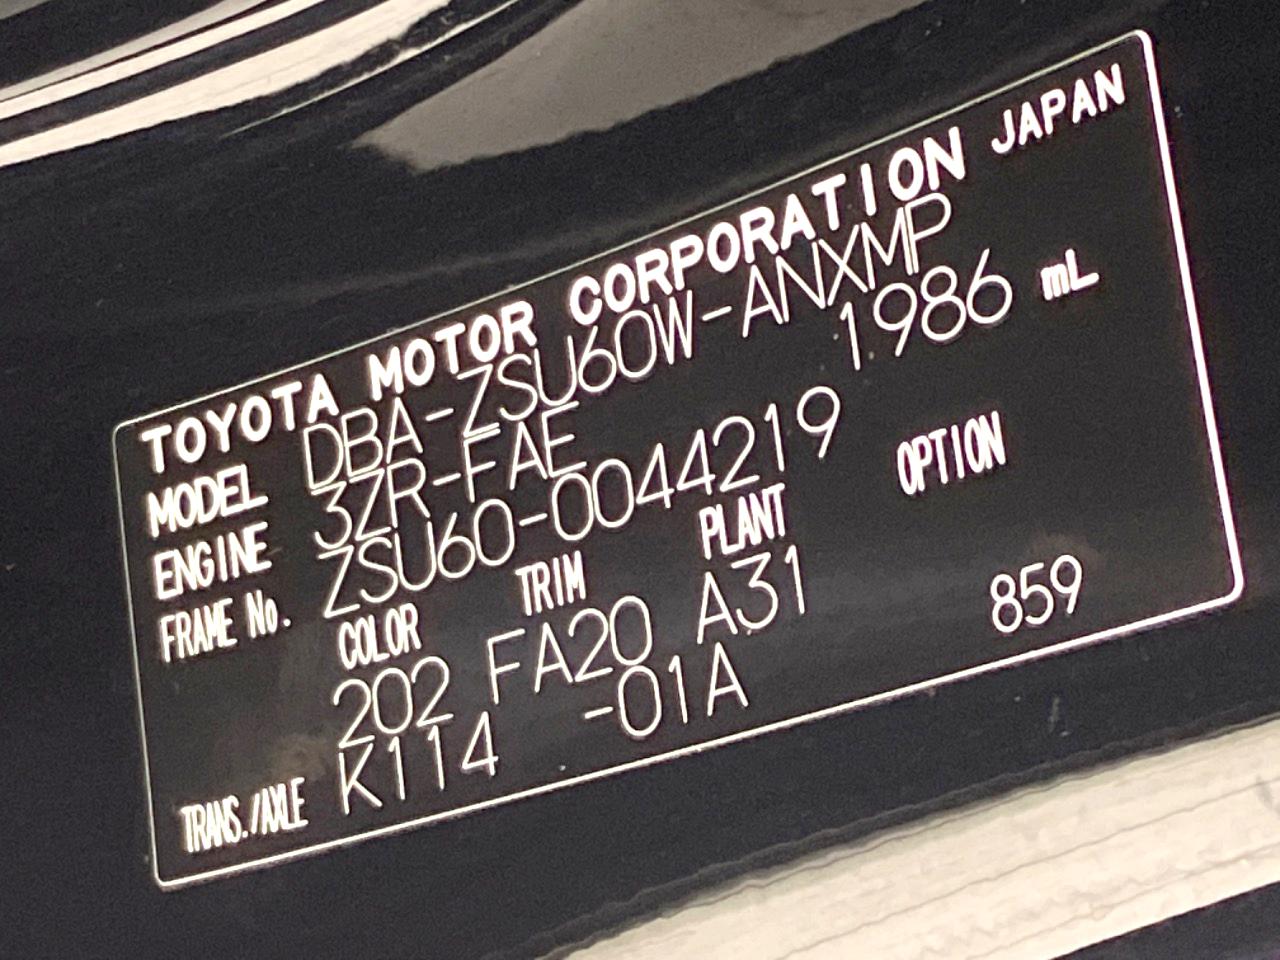 TOYOTA MOTOR CORPORATION JAPAN
MODEL DBA-ZSU60W-ANXMP
ENGINE 3ZR-FAE 1986 mL
FRAME No. ZSU60-0044219
COLOR TRIM PLANT OPTION
202 FA20 A31 859
TRANS./AXLE K114 -01A